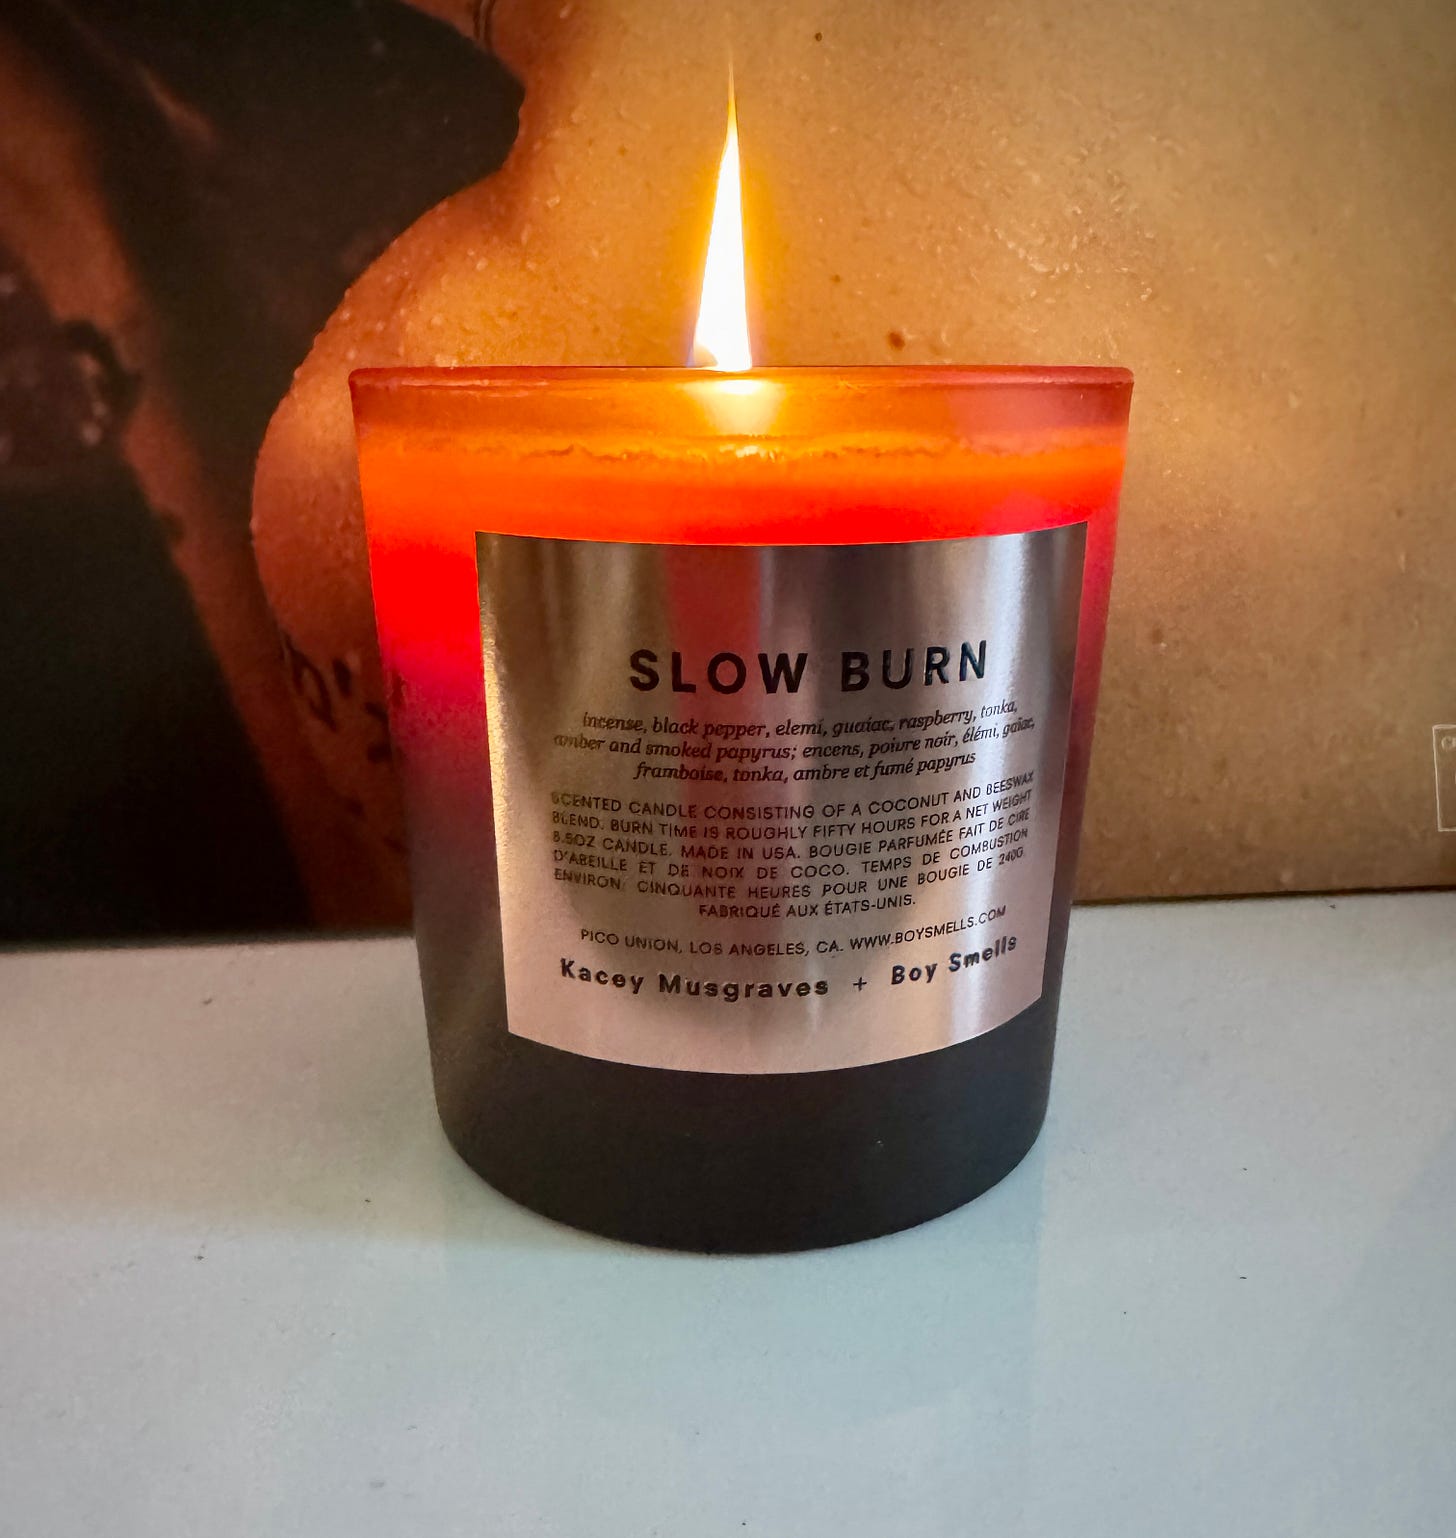 SLOW BURN
incense, black pepper, elemi, guaiac, raspberry, tonka,
amber and smoked papyrus; encens, poivre noir, élémi, gaïac,
framboise, tonka, ambre et fumé papyrus
SCENTED CANDLE CONSISTING OF A COCONUT AND BEESWAX
BLEND. BURN TIME IS ROUGHLY FIFTY HOURS FOR A NET WEIGHT
8.5OZ CANDLE. MADE IN USA. BOUGIE PARFUMÉE FAIT DE CIRE
D'ABEILLE ET DE NOIX DE COCO. TEMPS DE COMBUSTION
ENVIRON: CINQUANTE HEURES POUR UNE BOUGIE DE 240G.
FABRIQUÉ AUX ÉTATS-UNIS.
PICO UNION, LOS ANGELES, CA. WWW.BOYSMELLS.COM
Kacey Musgraves + Boy Smells